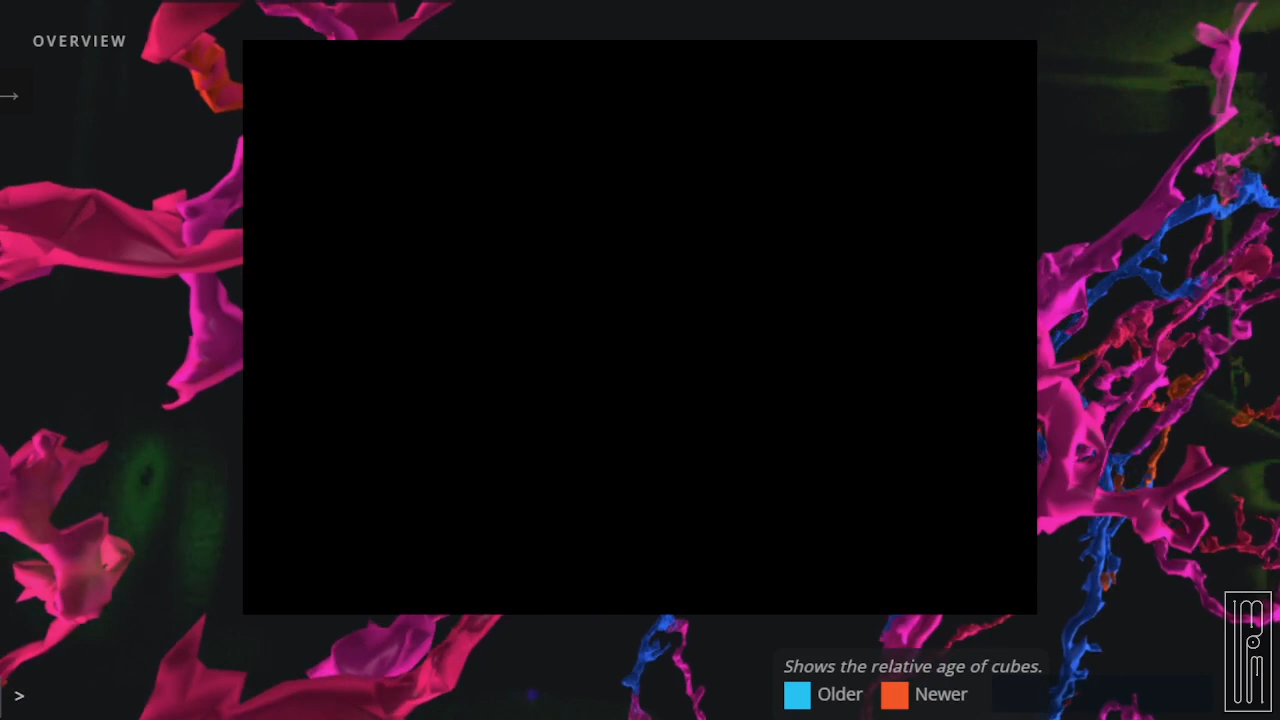 OVERVIEW
→
>
Shows the relative age of cubes.
Older
Newer